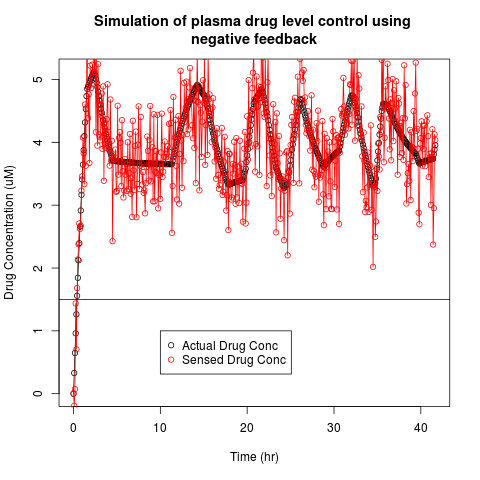 Simulation of plasma drug level control using
negative feedback
Drug Concentration (uM)
5
4
3
2
1
0
Actual Drug Conc
Sensed Drug Conc
0 10 20 30 40
Time (hr)